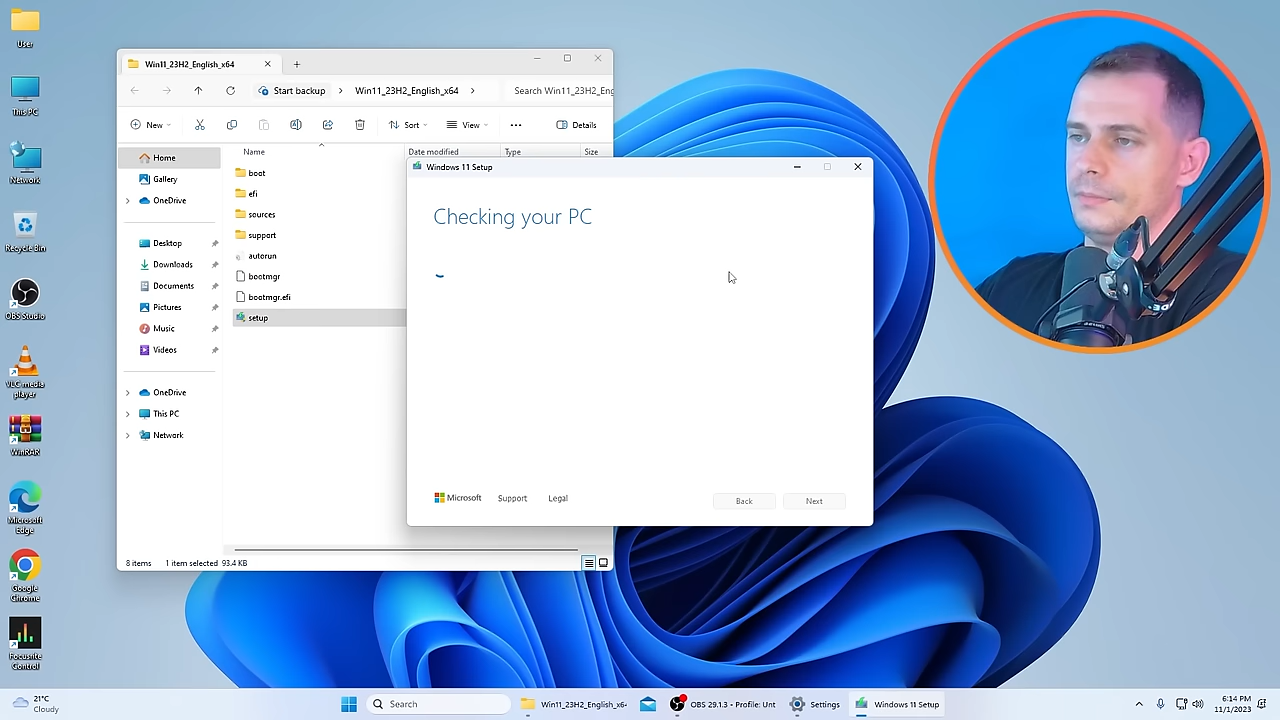 User
This PC
Network
Recycle Bin
OBS Studio
VLC media
player
WinRAR
Microsoft
Edge
Google
Chrome
Focusrite
Control
Win11_23H2_English_x64
Start backup
Win11_23H2_English_x64
Search Win11_23H2_Eng
New
Sort
View
Details
Home
Gallery
OneDrive
Desktop
Downloads
Documents
Pictures
Music
Videos
OneDrive
This PC
Network
Name
Date modified
Type
Size
boot
efi
sources
support
autorun
bootmgr
bootmgr.efi
setup
8 items
1 item selected
93.4 KB
Windows 11 Setup
Checking your PC
Microsoft
Support
Legal
Back
Next
21°C
Cloudy
Search
Win11_23H2_English_x64
OBS 29.1.3 - Profile: Unt
Settings
Windows 11 Setup
6:14 PM
11/1/2023